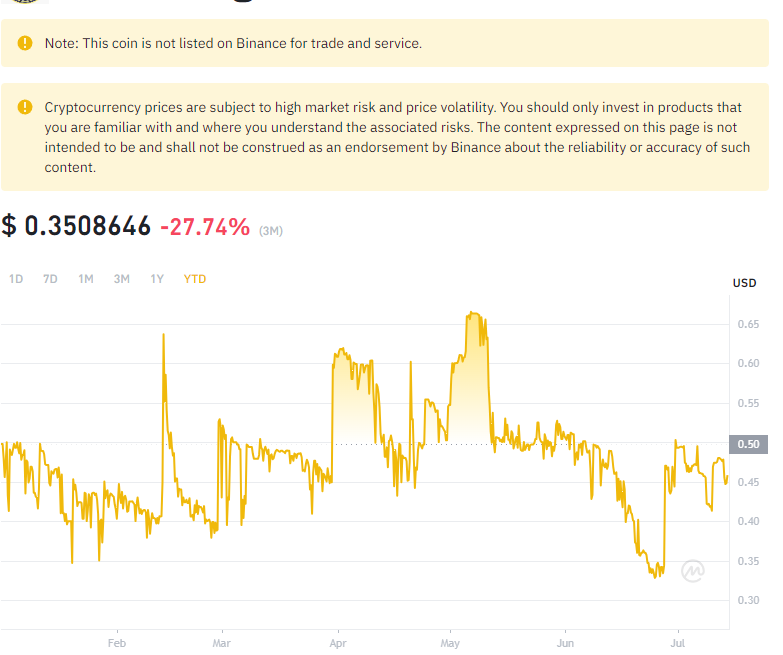 Note: This coin is not listed on Binance for trade and service.
Cryptocurrency prices are subject to high market risk and price volatility. You should only invest in products that
you are familiar with and where you understand the associated risks. The content expressed on this page is not
intended to be and shall not be construed as an endorsement by Binance about the reliability or accuracy of such
content.
$ 0.3508646 -27.74% (3M)
1D 7D 1M 3M 1Y YTD
USD
0.65
0.60
0.55
0.50
0.45
0.40
0.35
0.30
Feb Mar Apr May Jun Jul